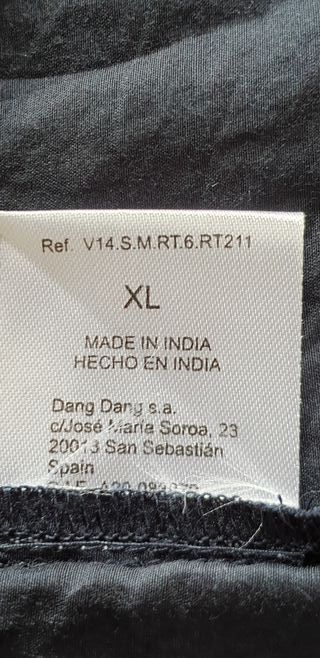 Ref. V14.S.M.RT.6.RT211
XL
MADE IN INDIA
HECHO EN INDIA
Dang Dang s.a.
c/José María Soroa, 23
20013 San Sebastián
Spain